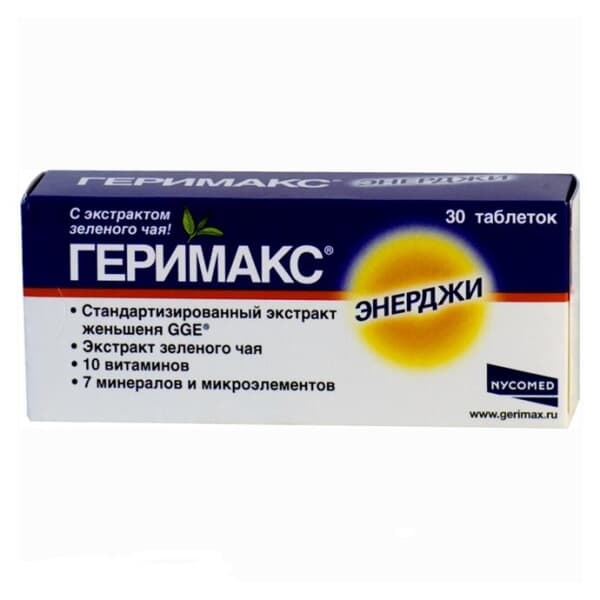 ГЕРИМАКС® ЭНЕРДЖИ
С экстрактом
зеленого чая!
30 таблеток
ГЕРИМАКС®
ЭНЕРДЖИ
• Стандартизированный экстракт
женьшеня GGE®
• Экстракт зеленого чая
• 10 витаминов
• 7 минералов и микроэлементов
NYCOMED
www.gerimax.ru